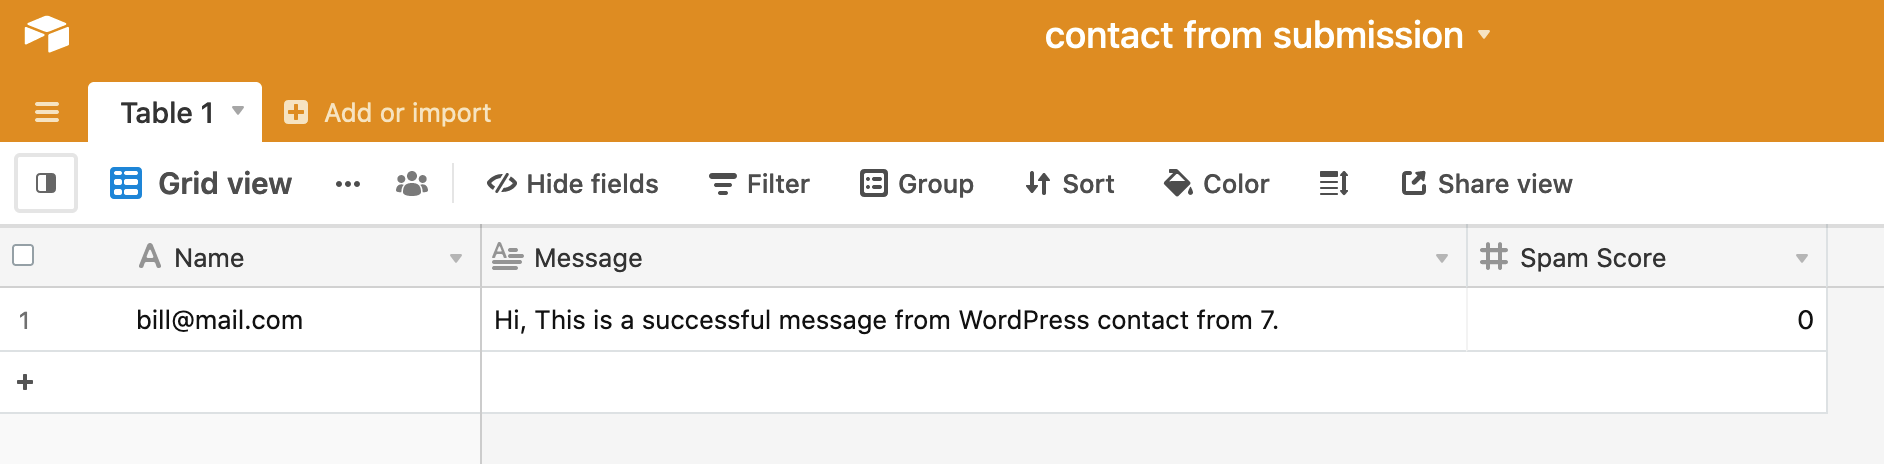 contact from submission
Table 1
Add or import
Grid view
Hide fields
Filter
Group
Sort
Color
Share view
Name
Message
Spam Score
1
bill@mail.com
Hi, This is a successful message from WordPress contact from 7.
0